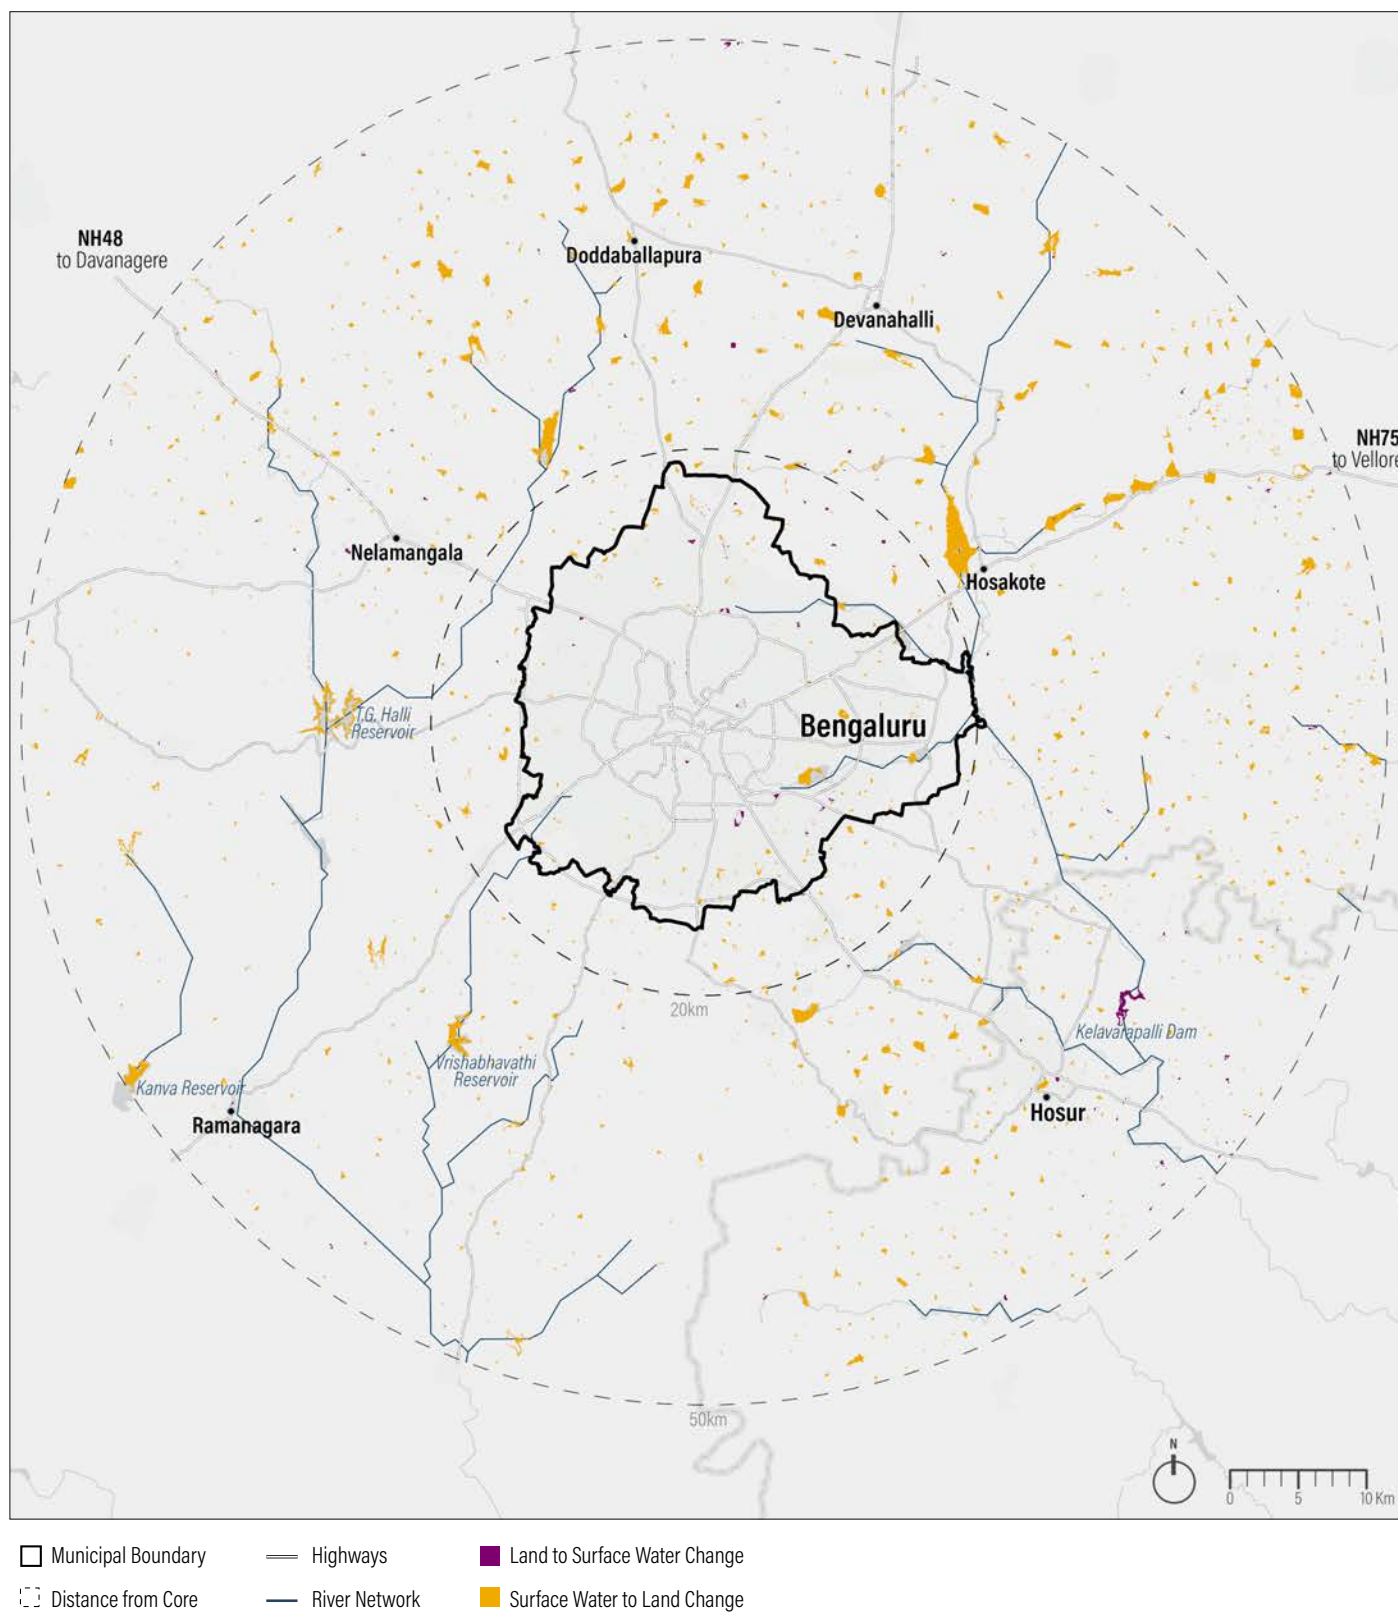 NH48
to Davanagere
Doddaballapura
Devanahalli
NH75
to Vellore
Nelamangala
Hosakote
T.G. Halli
Reservoir
Bengaluru
20km
Kelavarapalli Dam
Vrishabhavathi
Reservoir
Kanva Reservoir
Ramanagara
Hosur
50km
N
0 5 10 Km
Municipal Boundary
Highways
Land to Surface Water Change
Distance from Core
River Network
Surface Water to Land Change